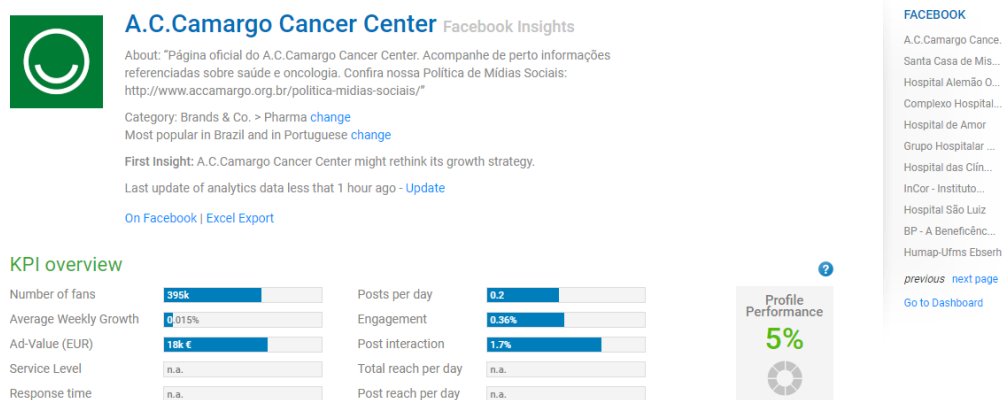 A.C.Camargo Cancer Center Facebook Insights
About: "Página oficial do A.C.Camargo Cancer Center. Acompanhe de perto informações
referenciadas sobre saúde e oncologia. Confira nossa Política de Mídias Sociais:
http://www.accamargo.org.br/politica-midias-sociais/"
Category: Brands & Co. > Pharma change
Most popular in Brazil and in Portuguese change
First Insight: A.C.Camargo Cancer Center might rethink its growth strategy.
Last update of analytics data less that 1 hour ago - Update
On Facebook | Excel Export
KPI overview
?
Number of fans 395k
Average Weekly Growth 0.015%
Ad-Value (EUR) 18k €
Service Level n.a.
Response time n.a.
Posts per day 0.2
Engagement 0.36%
Post interaction 1.7%
Total reach per day n.a.
Post reach per day n.a.
Profile
Performance
5%
FACEBOOK
A.C.Camargo Cance...
Santa Casa de Mis...
Hospital Alemão O...
Complexo Hospital...
Hospital de Amor
Grupo Hospitalar ...
Hospital das Clín...
InCor - Instituto...
Hospital São Luiz
BP - A Beneficênc...
Humap-Ufms Ebserh
previous next page
Go to Dashboard